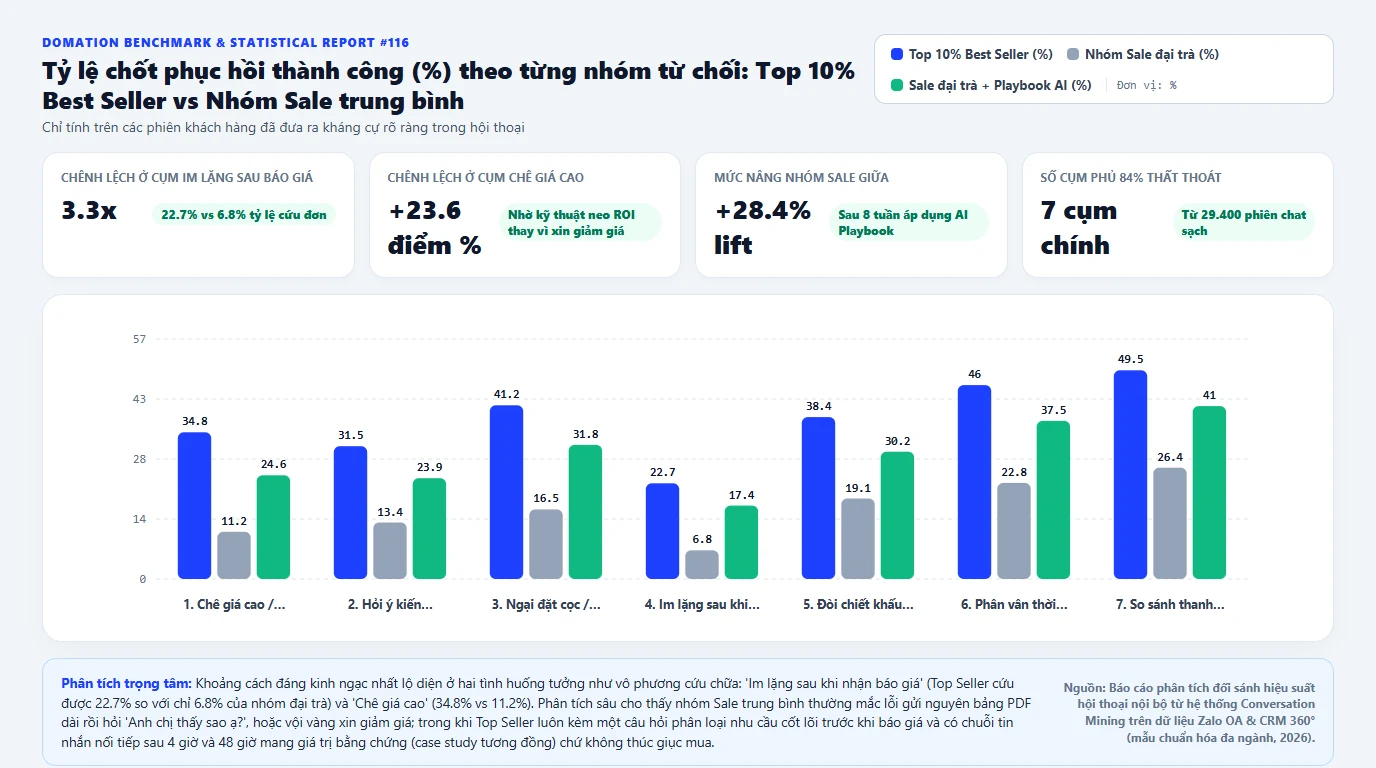 DOMATION BENCHMARK & STATISTICAL REPORT #116
Tỷ lệ chốt phục hồi thành công (%) theo từng nhóm từ chối: Top 10%
Best Seller vs Nhóm Sale trung bình
Chỉ tính trên các phiên khách hàng đã đưa ra kháng cự rõ ràng trong hội thoại
Top 10% Best Seller (%) Nhóm Sale đại trà (%)
Sale đại trà + Playbook AI (%) Đơn vị: %
CHÊNH LỆCH Ở CỤM IM LẶNG SAU BÁO GIÁ
3.3x
22.7% vs 6.8% tỷ lệ cứu đơn
CHÊNH LỆCH Ở CỤM CHÊ GIÁ CAO
+23.6
điểm %
Nhờ kỹ thuật neo ROI
thay vì xin giảm giá
MỨC NÂNG NHÓM SALE GIỮA
+28.4%
lift
Sau 8 tuần áp dụng AI
Playbook
SỐ CỤM PHỦ 84% THẤT THOÁT
7 cụm
chính
Từ 29.400 phiên chat
sạch
57
43
28
14
0
34.8
11.2
24.6
31.5
13.4
23.9
41.2
16.5
31.8
22.7
6.8
17.4
38.4
19.1
30.2
46
22.8
37.5
49.5
26.4
41
1. Chê giá cao /...
2. Hỏi ý kiến...
3. Ngại đặt cọc /...
4. Im lặng sau khi...
5. Đòi chiết khấu...
6. Phân vân thời...
7. So sánh thanh...
Phân tích trọng tâm: Khoảng cách đáng kinh ngạc nhất lộ diện ở hai tình huống tưởng như vô phương cứu chữa: 'Im lặng sau khi nhận báo giá' (Top Seller cứu
được 22.7% so với chỉ 6.8% của nhóm đại trà) và 'Chê giá cao' (34.8% vs 11.2%). Phân tích sâu cho thấy nhóm Sale trung bình thường mắc lỗi gửi nguyên bảng PDF
dài rồi hỏi 'Anh chị thấy sao ạ?', hoặc vội vàng xin giảm giá; trong khi Top Seller luôn kèm một câu hỏi phân loại nhu cầu cốt lõi trước khi báo giá và có chuỗi tin
nhắn nối tiếp sau 4 giờ và 48 giờ mang giá trị bằng chứng (case study tương đồng) chứ không thúc giục mua.
Nguồn: Báo cáo phân tích đối sánh hiệu suất
hội thoại nội bộ từ hệ thống Conversation
Mining trên dữ liệu Zalo OA & CRM 360°
(mẫu chuẩn hóa đa ngành, 2026).